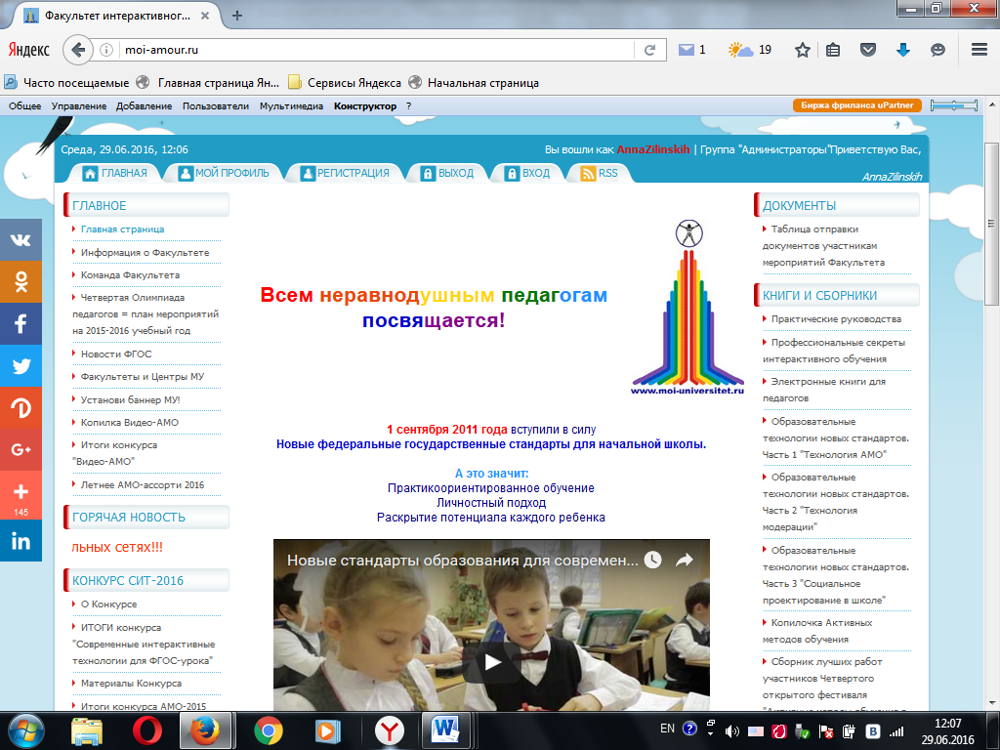 Факультет интерактивног...
Яндекс
moi-amour.ru
1
19
Часто посещаемые
Главная страница Ян...
Сервисы Яндекса
Начальная страница
Общее Управление Добавление Пользователи Мультимедиа Конструктор ?
Биржа фриланса uPartner
Среда, 29.06.2016, 12:06
Вы вошли как AnnaZilinskih | Группа "Администраторы"Приветствую Вас,
AnnaZilinskih
ГЛАВНАЯ МОЙ ПРОФИЛЬ РЕГИСТРАЦИЯ ВЫХОД ВХОД RSS
145
ГЛАВНОЕ
Главная страница
Информация о Факультете
Команда Факультета
Четвертая Олимпиада
педагогов = план мероприятий
на 2015-2016 учебный год
Новости ФГОС
Факультеты и Центры МУ
Установи баннер МУ!
Копилка Видео-АМО
Итоги конкурса
"Видео-АМО"
Летнее АМО-ассорти 2016
ГОРЯЧАЯ НОВОСТЬ
льных сетях!!!
КОНКУРС СИТ-2016
О Конкурсе
ИТОГИ конкурса
"Современные интерактивные
технологии для ФГОС-урока"
Материалы Конкурса
Итоги конкурса АМО-2015
Всем неравнодушным педагогам
посвящается!
www.moi-universitet.ru
1 сентября 2011 года вступили в силу
Новые федеральные государственные стандарты для начальной школы.
А это значит:
Практикоориентированное обучение
Личностный подход
Раскрытие потенциала каждого ребенка
Новые стандарты образования для современ...
ДОКУМЕНТЫ
Таблица отправки
документов участникам
мероприятий Факультета
КНИГИ И СБОРНИКИ
Практические руководства
Профессиональные секреты
интерактивного обучения
Электронные книги для
педагогов
Образовательные
технологии новых стандартов.
Часть 1 "Технология АМО"
Образовательные
технологии новых стандартов.
Часть 2 "Технология
модерации"
Образовательные
технологии новых стандартов.
Часть 3 "Социальное
проектирование в школе"
Копилочка Активных
методов обучения
Сборник лучших работ
участников Четвертого
открытого фестиваля
EN
12:07
29.06.2016